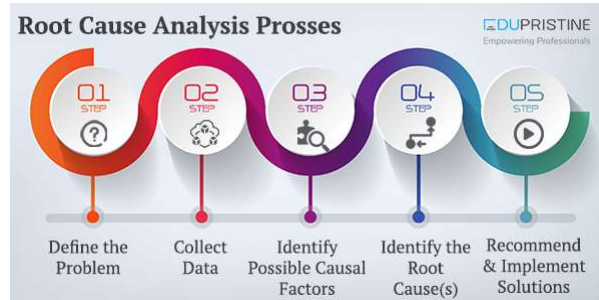 Root Cause Analysis Prosses
EDUPRISTINE
Empowering Professionals
01
STEP
02
STEP
03
STEP
04
STEP
05
STEP
Define the
Problem
Collect
Data
Identify
Possible Causal
Factors
Identify the
Root
Cause(s)
Recommend
& Implement
Solutions